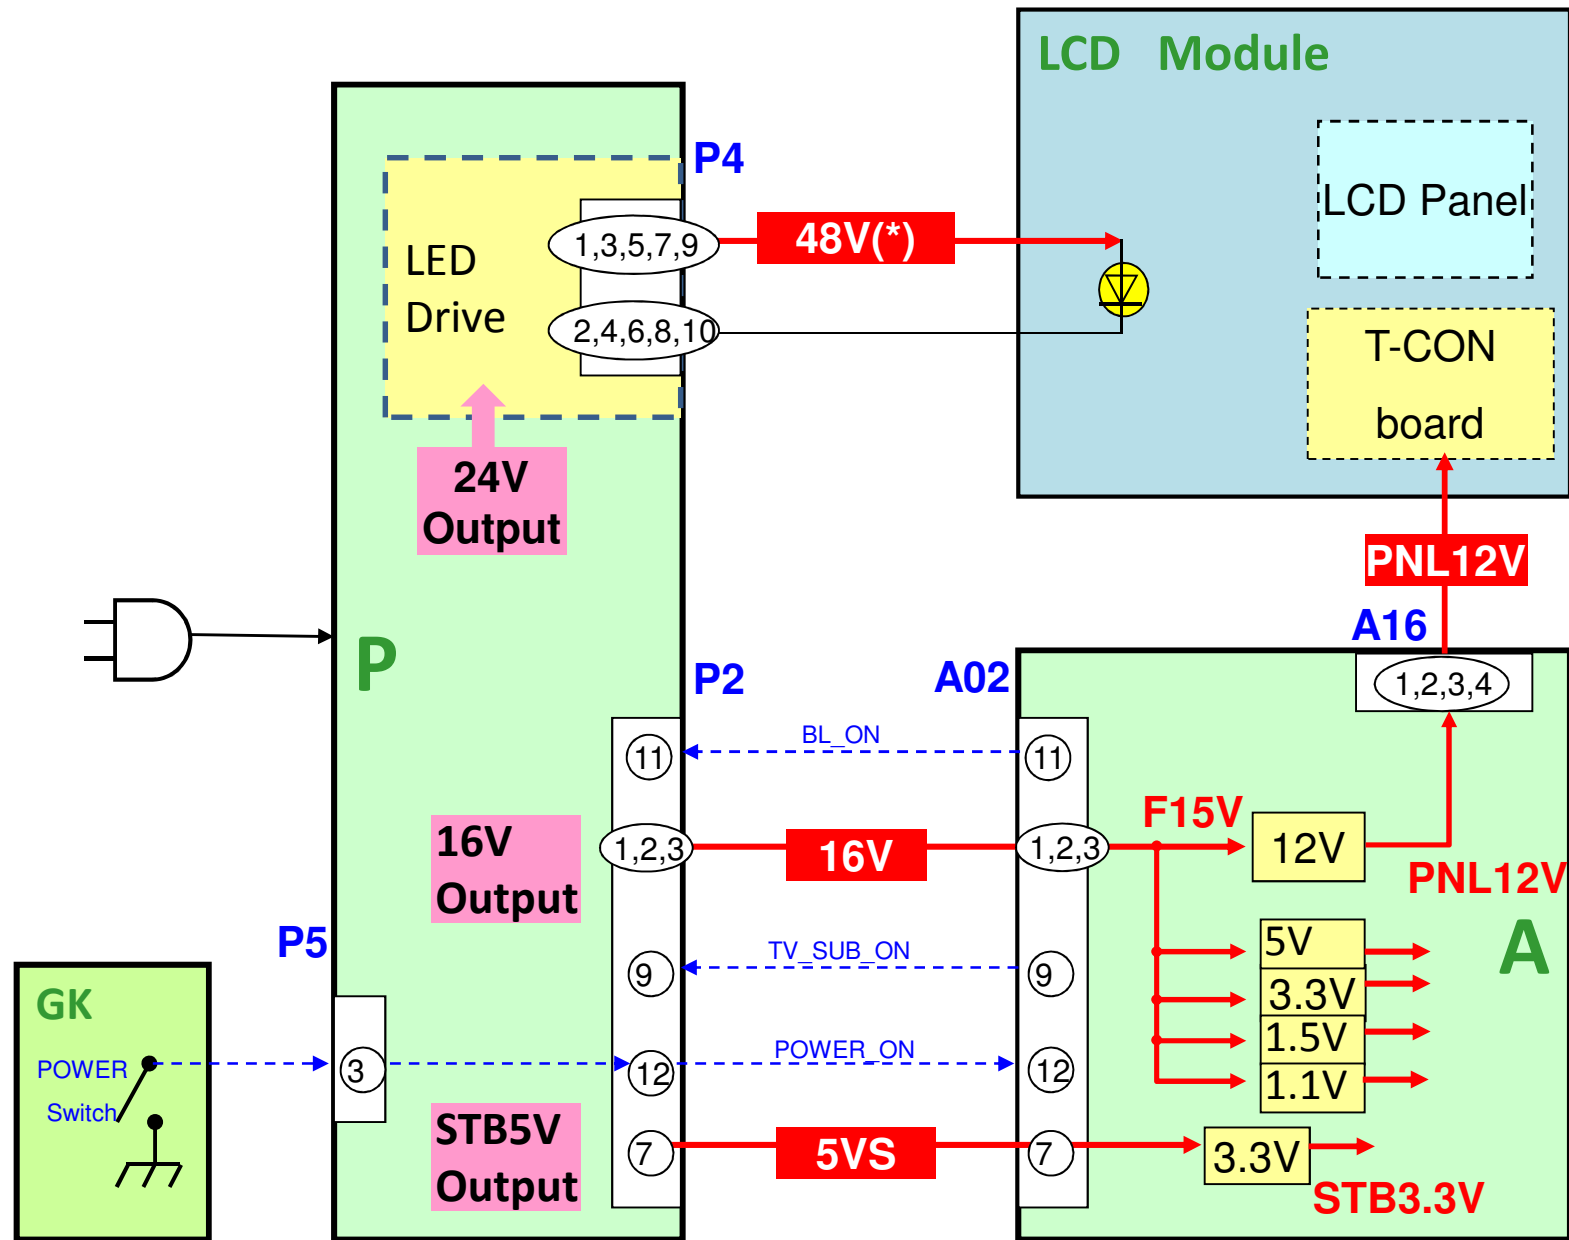 LCD Module
LCD Panel
T-CON
board
P4
LED
Drive
1,3,5,7,9
2,4,6,8,10
48V(*)
24V
Output
PNL12V
A16
1,2,3,4
P
P2
A02
11
BL_ON
11
16V
Output
1,2,3
16V
1,2,3
F15V
12V
PNL12V
A
P5
9
TV_SUB_ON
9
5V
3.3V
1.5V
1.1V
GK
POWER
Switch
3
12
POWER_ON
12
STB5V
Output
7
5VS
7
3.3V
STB3.3V